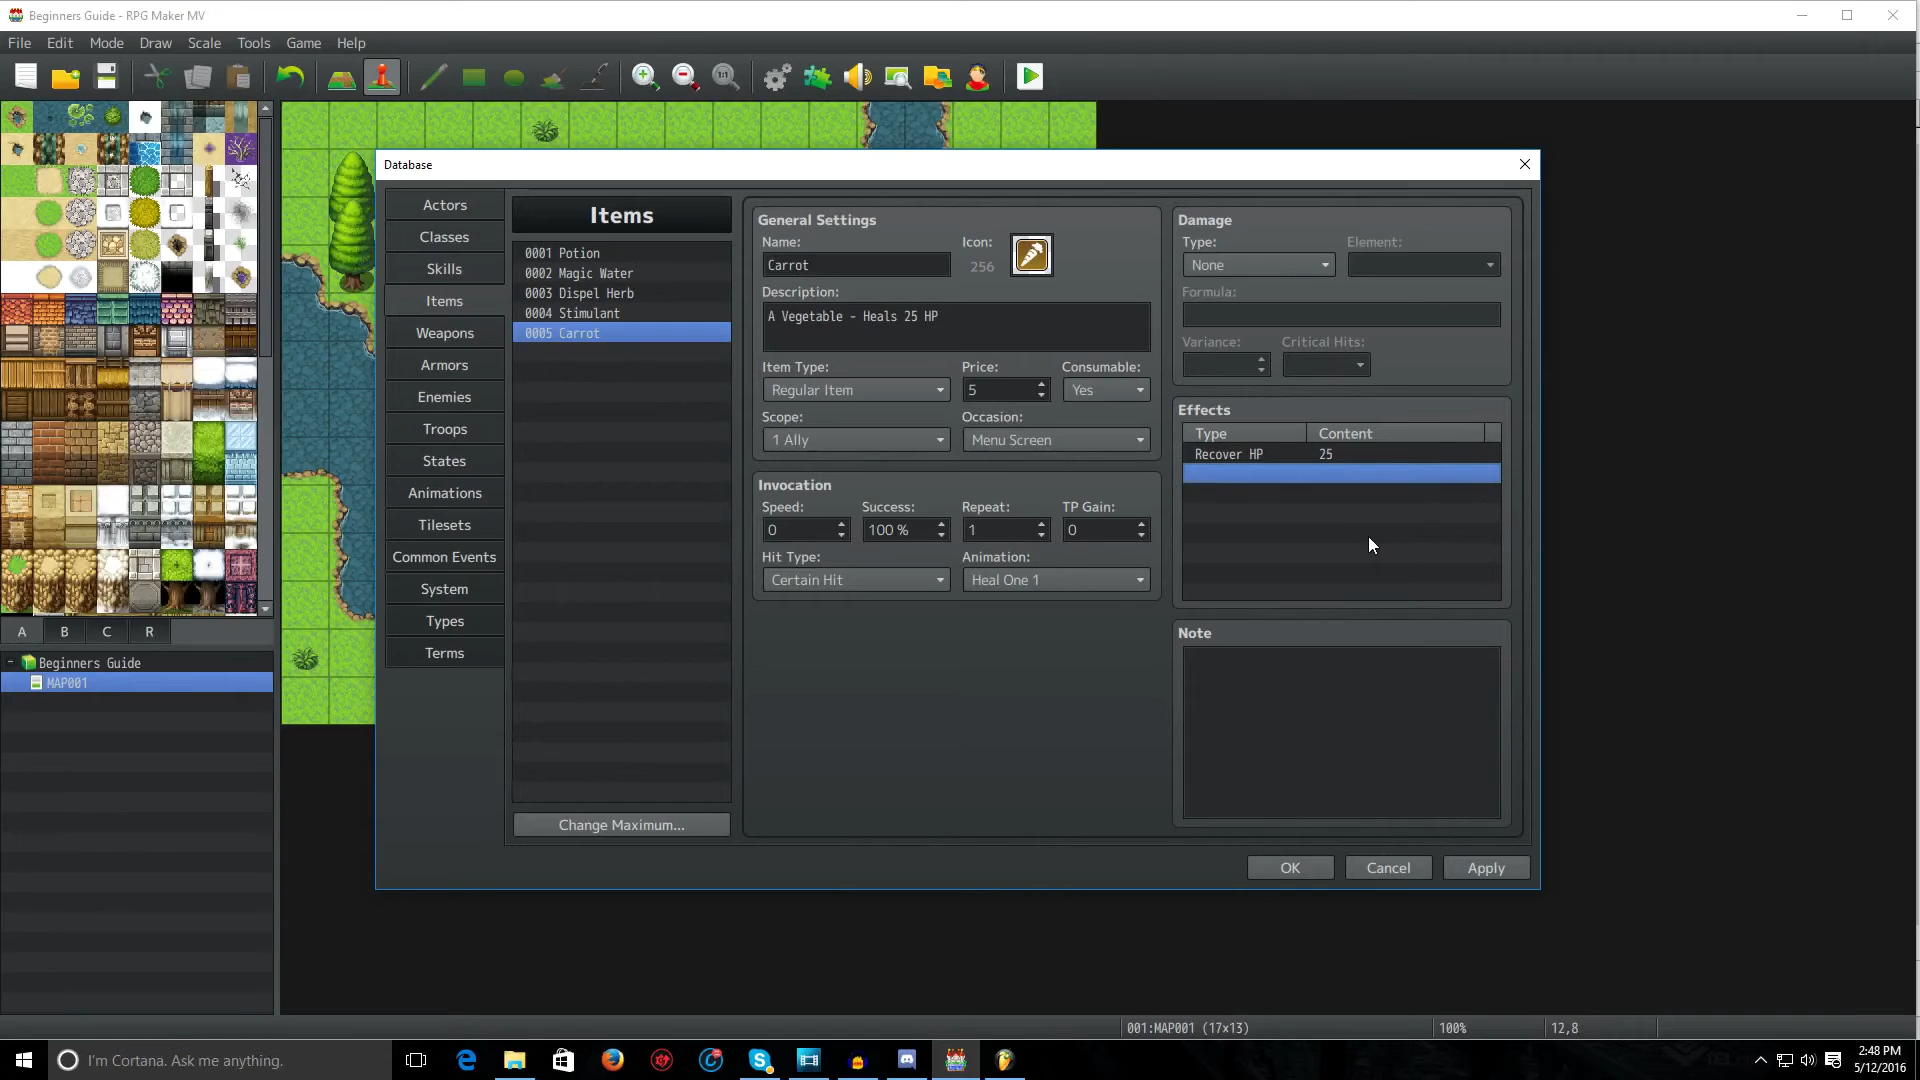 Beginners Guide - RPG Maker MV
File Edit Mode Draw Scale Tools Game Help
1:1
Database
Actors
Classes
Skills
Items
Weapons
Armors
Enemies
Troops
States
Animations
Tilesets
Common Events
System
Types
Terms
Items
0001 Potion
0002 Magic Water
0003 Dispel Herb
0004 Stimulant
0005 Carrot
Change Maximum...
General Settings
Name: Icon:
Carrot 256
Description:
A Vegetable - Heals 25 HP
Item Type: Price: Consumable:
Regular Item 5 Yes
Scope: Occasion:
1 Ally Menu Screen
Invocation
Speed: Success: Repeat: TP Gain:
0 100 % 1 0
Hit Type: Animation:
Certain Hit Heal One 1
Damage
Type: Element:
None
Formula:
Variance: Critical Hits:
Effects
Type Content
Recover HP 25
Note
OK Cancel Apply
A B C R
Beginners Guide
MAP001
001:MAP001 (17x13) 100% 12,8
I'm Cortana. Ask me anything.
2:48 PM
5/12/2016